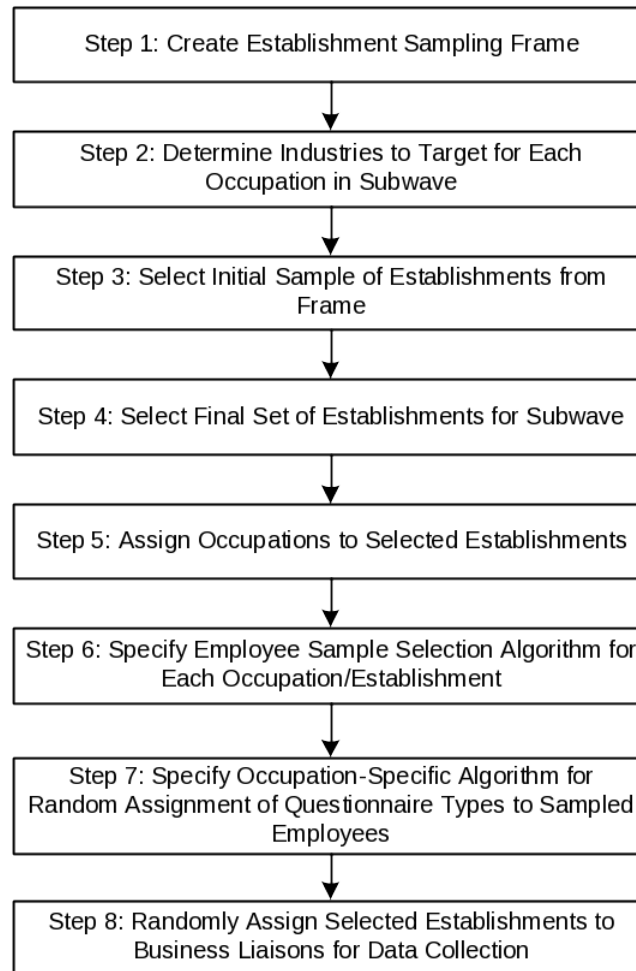 Step 1: Create Establishment Sampling Frame
Step 2: Determine Industries to Target for Each
Occupation in Subwave
Step 3: Select Initial Sample of Establishments from
Frame
Step 4: Select Final Set of Establishments for Subwave
Step 5: Assign Occupations to Selected Establishments
Step 6: Specify Employee Sample Selection Algorithm for
Each Occupation/Establishment
Step 7: Specify Occupation-Specific Algorithm for
Random Assignment of Questionnaire Types to Sampled
Employees
Step 8: Randomly Assign Selected Establishments to
Business Liaisons for Data Collection